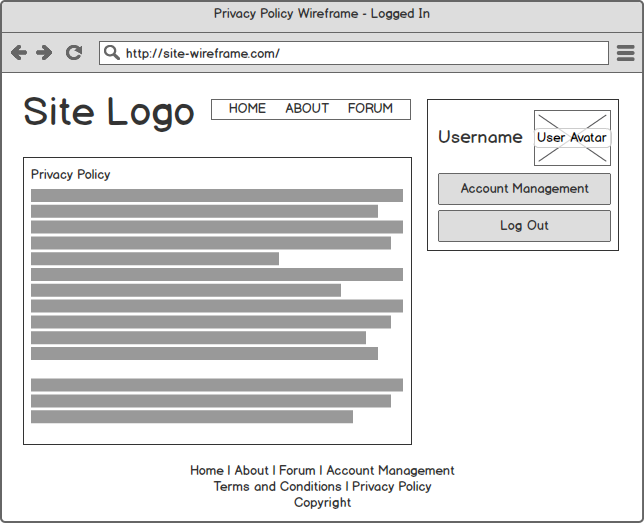 Privacy Policy Wireframe - Logged In
http://site-wireframe.com/
Site Logo
HOME ABOUT FORUM
Username
User Avatar
Account Management
Log Out
Privacy Policy
Home | About | Forum | Account Management
Terms and Conditions | Privacy Policy
Copyright